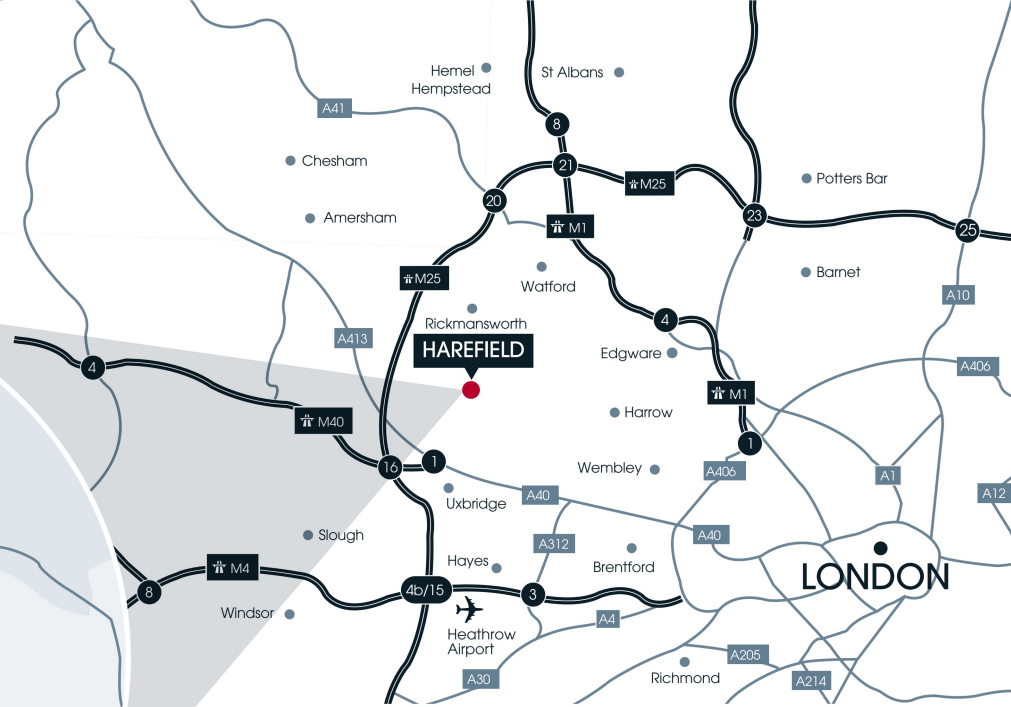 Hemel
Hempstead
St Albans
A41
8
Chesham
21
M25
Potters Bar
20
Amersham
23
M1
25
M25
Watford
Barnet
A10
Rickmansworth
4
A413
HAREFIELD
Edgware
4
A406
M1
Harrow
M40
1
16
1
Wembley
A406
A1
Uxbridge
A40
A12
Slough
A40
A312
Hayes
Brentford
LONDON
M4
8
4b/15
3
Windsor
Heathrow
Airport
A4
A205
Richmond
A30
A214